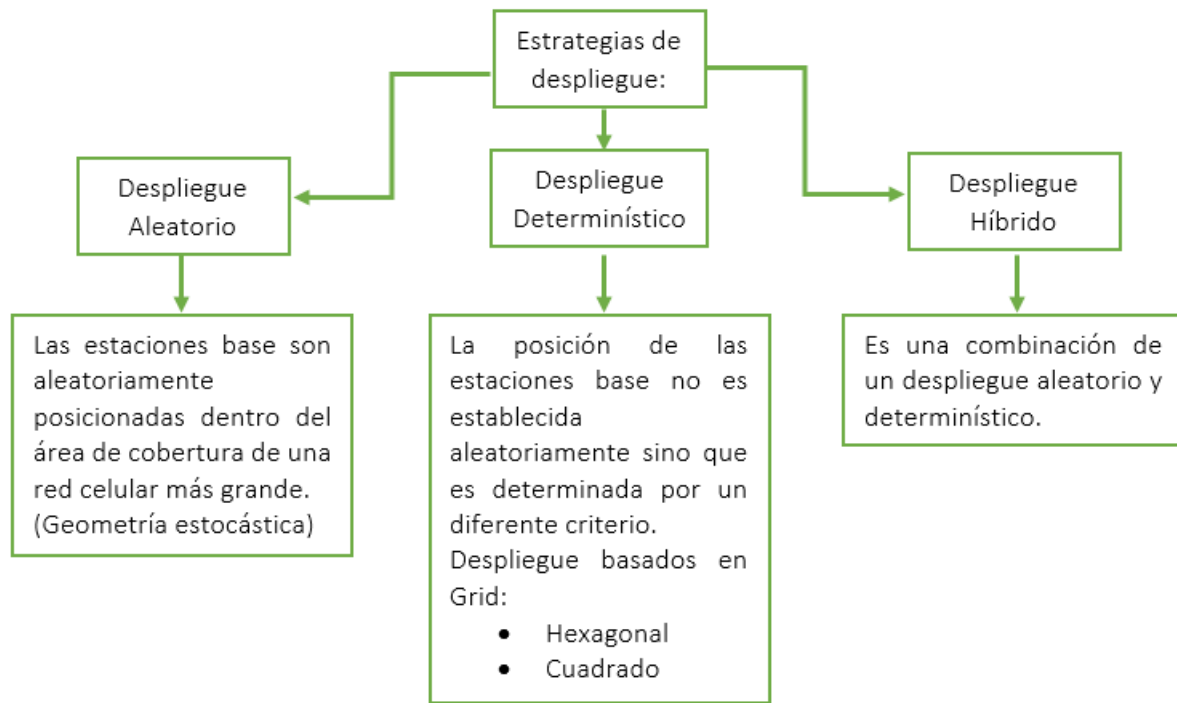 Estrategias de
despliegue:
Despliegue
Aleatorio
Despliegue
Determinístico
Despliegue
Híbrido
Las estaciones base son
aleatoriamente
posicionadas dentro del
área de cobertura de una
red celular más grande.
(Geometría estocástica)
La posición de las
estaciones base no es
establecida
aleatoriamente sino que
es determinada por un
diferente criterio.
Despliegue basados en
Grid:
• Hexagonal
• Cuadrado
Es una combinación de
un despliegue aleatorio y
determinístico.